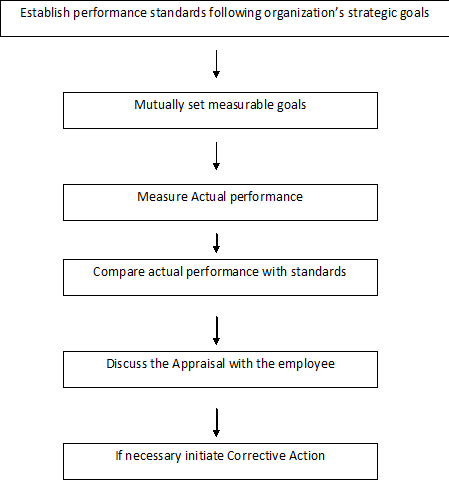 Establish performance standards following organization’s strategic goals
Mutually set measurable goals
Measure Actual performance
Compare actual performance with standards
Discuss the Appraisal with the employee
If necessary initiate Corrective Action